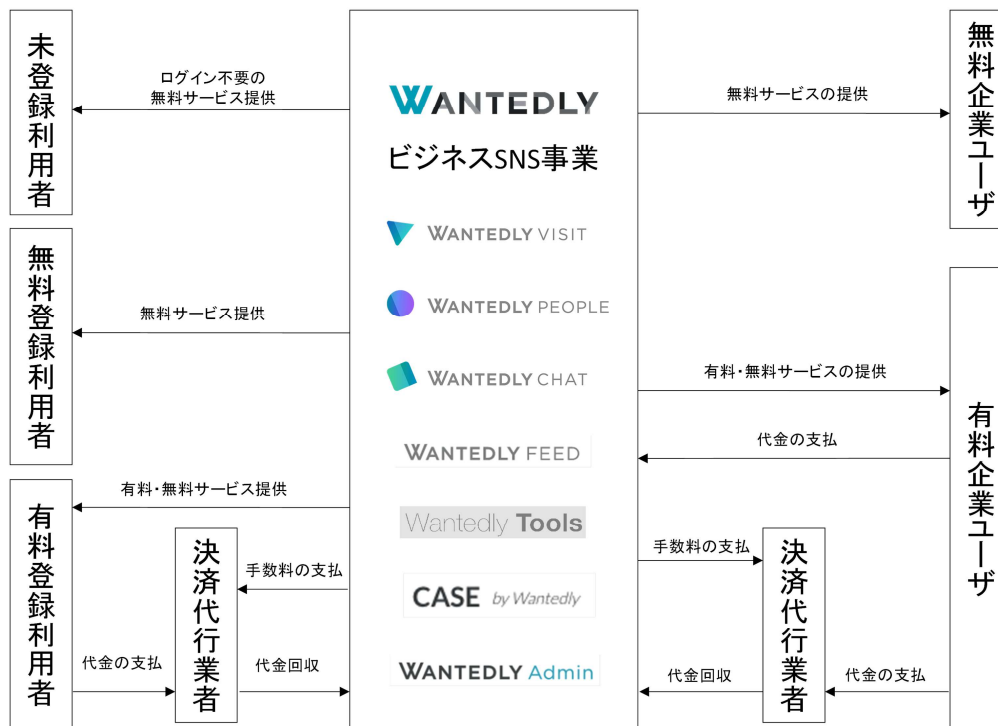 未登録利用者
ログイン不要の
無料サービス提供
無料登録利用者
無料サービス提供
有料登録利用者
有料・無料サービス提供
決済代行業者
手数料の支払
代金の支払
代金回収
WANTEDLY
ビジネスSNS事業
WANTEDLY VISIT
WANTEDLY PEOPLE
WANTEDLY CHAT
WANTEDLY FEED
Wantedly Tools
CASE by Wantedly
WANTEDLY Admin
無料サービスの提供
無料企業ユーザ
有料・無料サービスの提供
代金の支払
有料企業ユーザ
手数料の支払
決済代行業者
代金回収
代金の支払